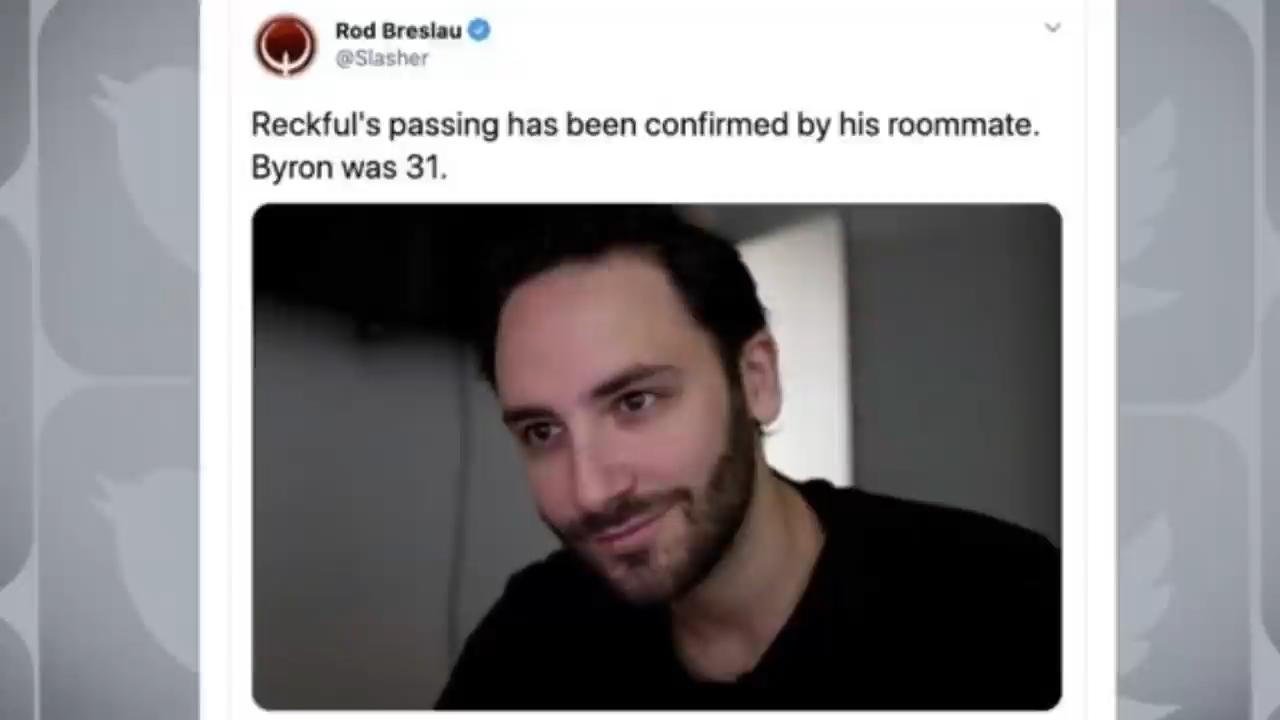 Rod Breslau
@Slasher
Reckful's passing has been confirmed by his roommate.
Byron was 31.